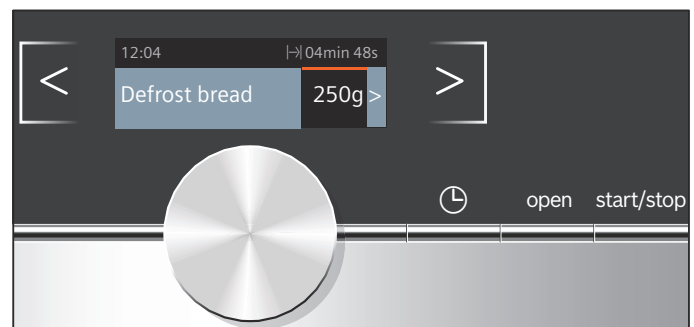 12:04 |→| 04min 48s
< Defrost bread 250g > >
open start/stop